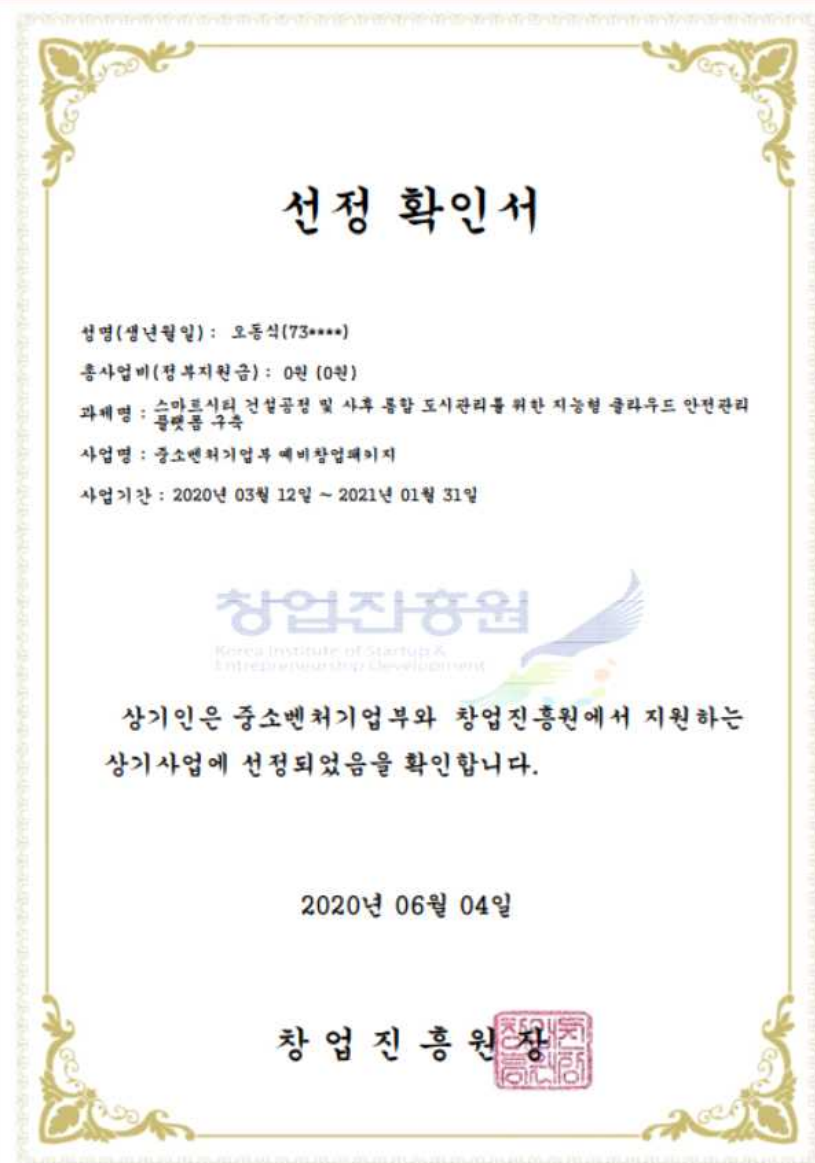 선정 확인서
성명(생년월일) : 오동식(73****)
총사업비(정부지원금) : 0원 (0원)
과제명 : 스마트시티 건설공정 및 사후 통합 도시관리를 위한 지능형 클라우드 안전관리
플랫폼 구축
사업명 : 중소벤처기업부 예비창업패키지
사업기간 : 2020년 03월 12일 ~ 2021년 01월 31일
창업진흥원
Korea Institute of Startup &
Entrepreneurship Development
상기인은 중소벤처기업부와 창업진흥원에서 지원하는
상기사업에 선정되었음을 확인합니다.
2020년 06월 04일
창업진흥원장